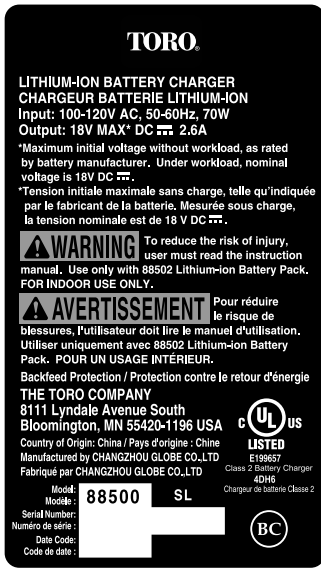 TORO®
LITHIUM-ION BATTERY CHARGER
CHARGEUR BATTERIE LITHIUM-ION
Input: 100-120V AC, 50-60Hz, 70W
Output: 18V MAX* DC ⎓ 2.6A
*Maximum initial voltage without workload, as rated
by battery manufacturer. Under workload, nominal
voltage is 18V DC ⎓.
*Tension initiale maximale sans charge, telle qu'indiquée
par le fabricant de la batterie. Mesurée sous charge,
la tension nominale est de 18 V DC ⎓.
WARNING To reduce the risk of injury,
user must read the instruction
manual. Use only with 88502 Lithium-ion Battery Pack.
FOR INDOOR USE ONLY.
AVERTISSEMENT Pour réduire
le risque de
blessures, l'utilisateur doit lire le manuel d'utilisation.
Utiliser uniquement avec 88502 Lithium-ion Battery
Pack. POUR UN USAGE INTÉRIEUR.
Backfeed Protection / Protection contre le retour d'énergie
THE TORO COMPANY
8111 Lyndale Avenue South
Bloomington, MN 55420-1196 USA
Country of Origin: China / Pays d'origine : Chine
Manufactured by CHANGZHOU GLOBE CO.,LTD
Fabriqué par CHANGZHOU GLOBE CO.,LTD
C UL US
LISTED
E199657
Class 2 Battery Charger
4DH6
Chargeur de batterie Classe 2
Model: 88500 SL
Modèle :
Serial Number:
Numéro de série :
Date Code:
Code de date :
BC